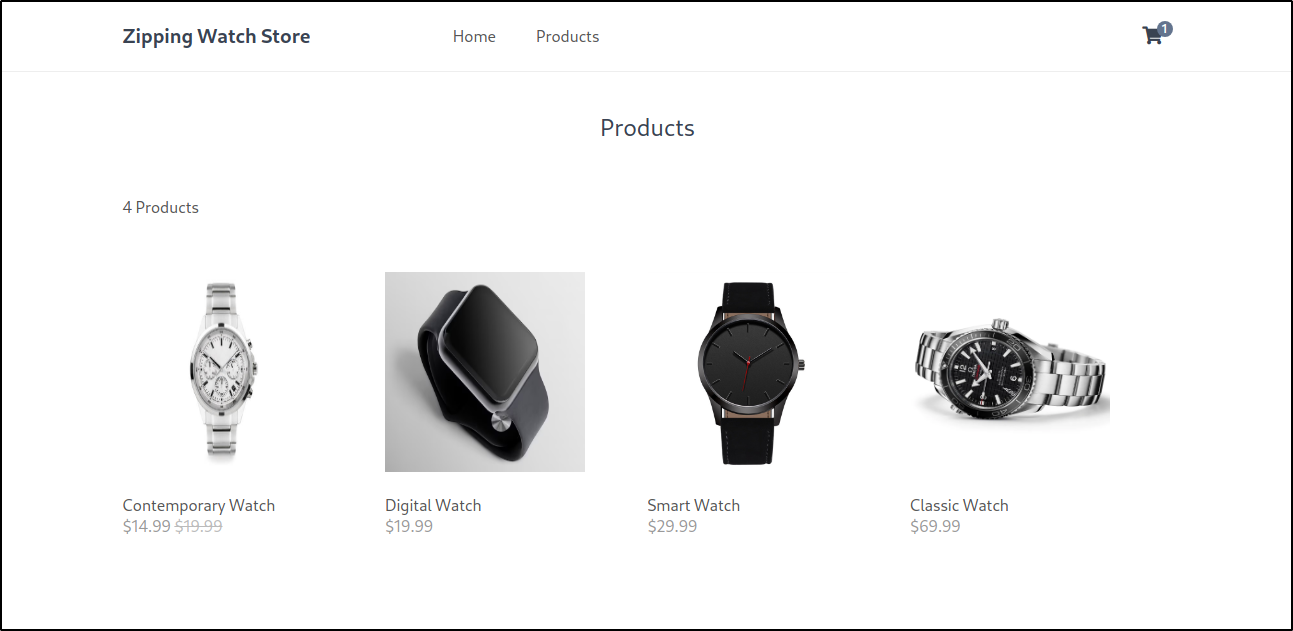 Zipping Watch Store Home Products 1
Products
4 Products
Contemporary Watch Digital Watch Smart Watch Classic Watch
$14.99 $19.99 $19.99 $29.99 $69.99